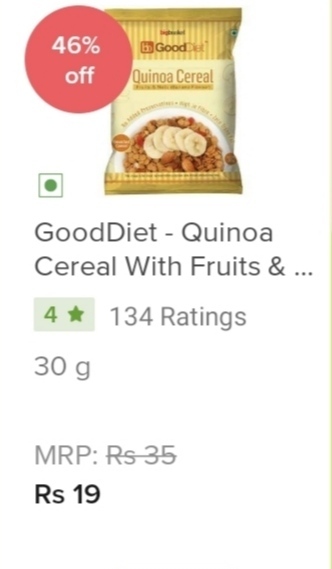 46%
off
bigbasket
GoodDiet
Quinoa Cereal
GoodDiet - Quinoa
Cereal With Fruits & ...
4 ★ 134 Ratings
30 g
MRP: Rs 35
Rs 19